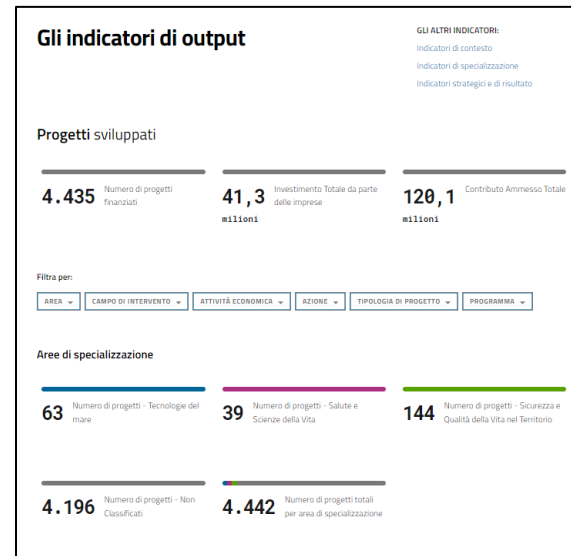 Gli indicatori di output
GLI ALTRI INDICATORI:
Indicatori di contesto
Indicatori di specializzazione
Indicatori strategici e di risultato
Progetti sviluppati
4.435 Numero di progetti
finanziati
41,3 Investimento Totale da parte
milioni delle imprese
120,1 Contributo Ammesso Totale
milioni
Filtra per:
AREA CAMPO DI INTERVENTO ATTIVITÀ ECONOMICA AZIONE TIPOLOGIA DI PROGETTO PROGRAMMA
Aree di specializzazione
63 Numero di progetti - Tecnologie del
mare
39 Numero di progetti - Salute e
Scienze della Vita
144 Numero di progetti - Sicurezza e
Qualità della Vita nel Territorio
4.196 Numero di progetti - Non
Classificati
4.442 Numero di progetti totali
per area di specializzazione